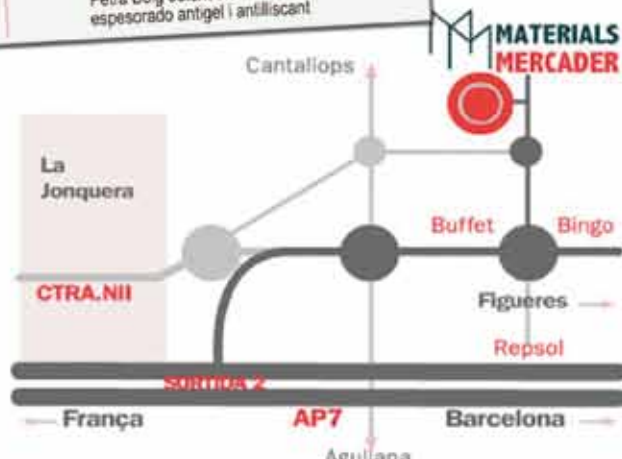 espesorado antigel i antilliscant
MATERIALS
MERCADER
Cantallops
La
Jonquera
Buffet
Bingo
CTRA.NII
Figueres
Repsol
SORTIDA 2
França
AP7
Barcelona
Agullana